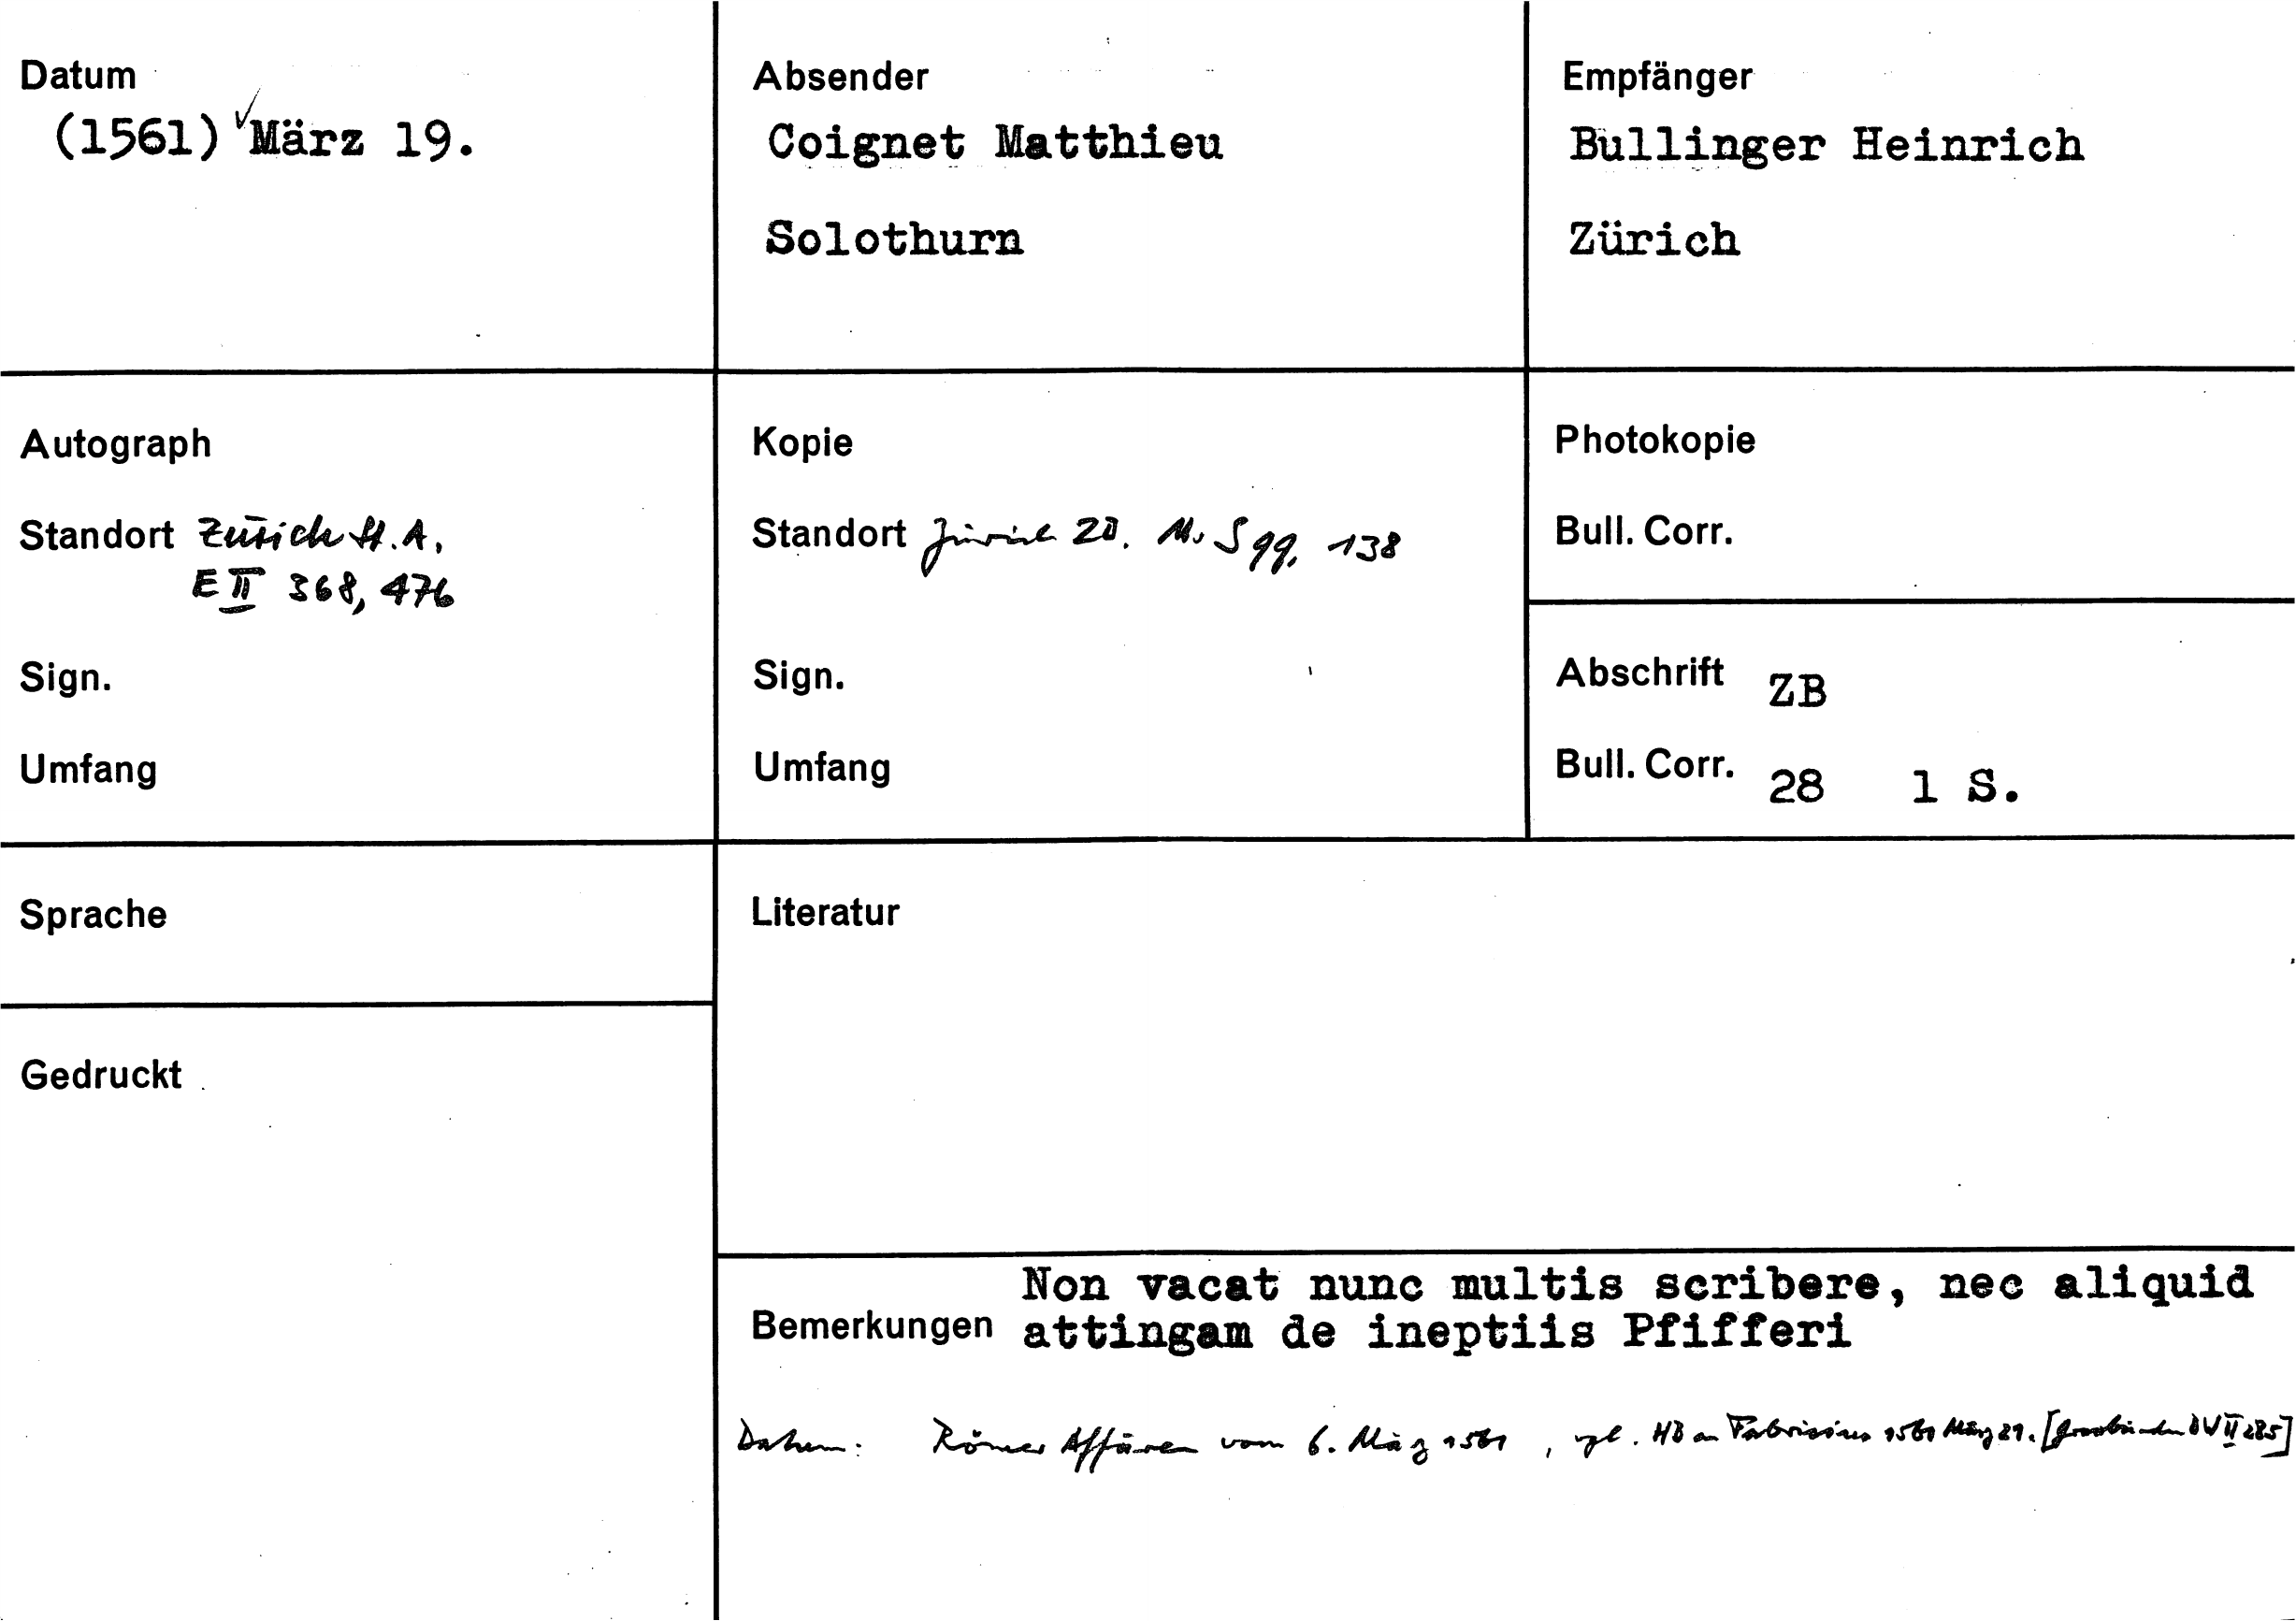 Datum
(1561) März 19.
Absender
Coignet Matthieu
Solothurn
Empfänger
Bullinger Heinrich
Zürich
Autograph
Standort Zürich St.A,
E II 368, 476
Sign.
Umfang
Kopie
Standort Zürich ZB. Ms S 99, 138
Sign.
Umfang
Photokopie
Bull. Corr.
Abschrift ZB
Bull. Corr. 28 1 S.
Sprache
Literatur
Gedruckt
Bemerkungen Non vacat nunc multis scribere, nec aliquid
attingam de ineptiis Pfifferi
Datum: Römer Affären vom 6. März 1561, vgl. HB an Fabricius 1561 März 21. [Graubünden BW II 285]